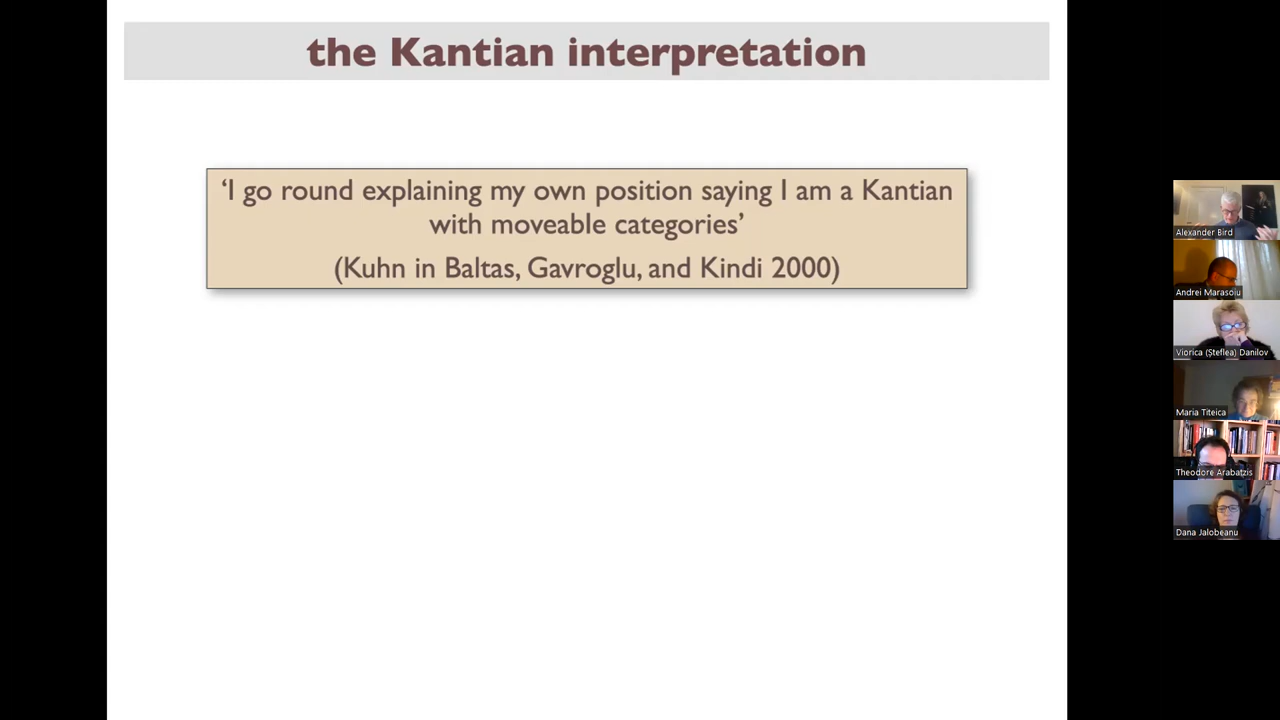 the Kantian interpretation
‘I go round explaining my own position saying I am a Kantian
with moveable categories’
(Kuhn in Baltas, Gavroglu, and Kindi 2000)
Alexander Bird
Andrei Marasoiu
Viorica (Șteflea) Danilov
Maria Titeica
Theodore Arabatzis
Dana Jalobeanu